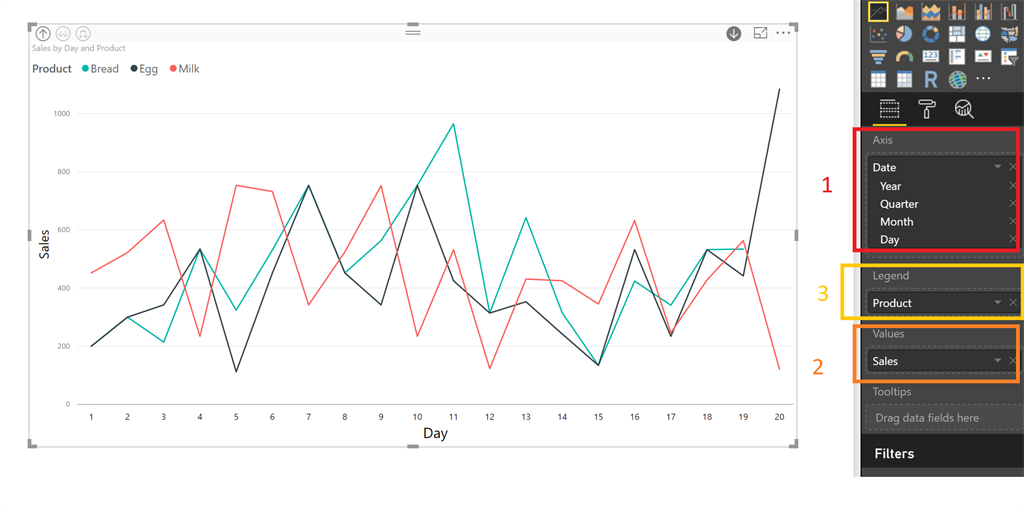 Sales by Day and Product
Product Bread Egg Milk
1000
800
600
400
200
0
Sales
1 2 3 4 5 6 7 8 9 10 11 12 13 14 15 16 17 18 19 20
Day
1
3
2
123
R
Axis
Date
Year
Quarter
Month
Day
Legend
Product
Values
Sales
Tooltips
Drag data fields here
Filters